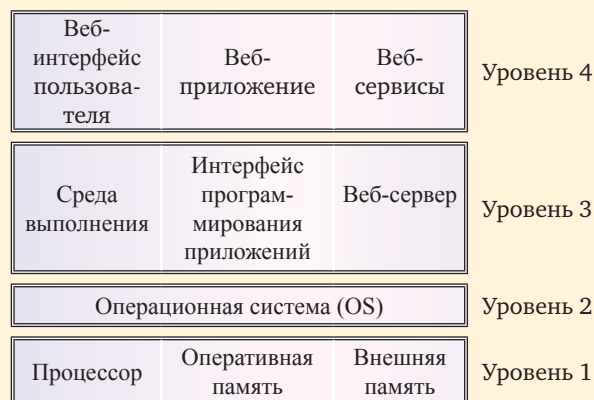 Веб-
интерфейс
пользова-
теля
Веб-
приложение
Веб-
сервисы
Уровень 4
Среда
выполнения
Интерфейс
програм-
мирования
приложений
Веб-сервер
Уровень 3
Операционная система (OS)
Уровень 2
Процессор
Оперативная
память
Внешняя
память
Уровень 1